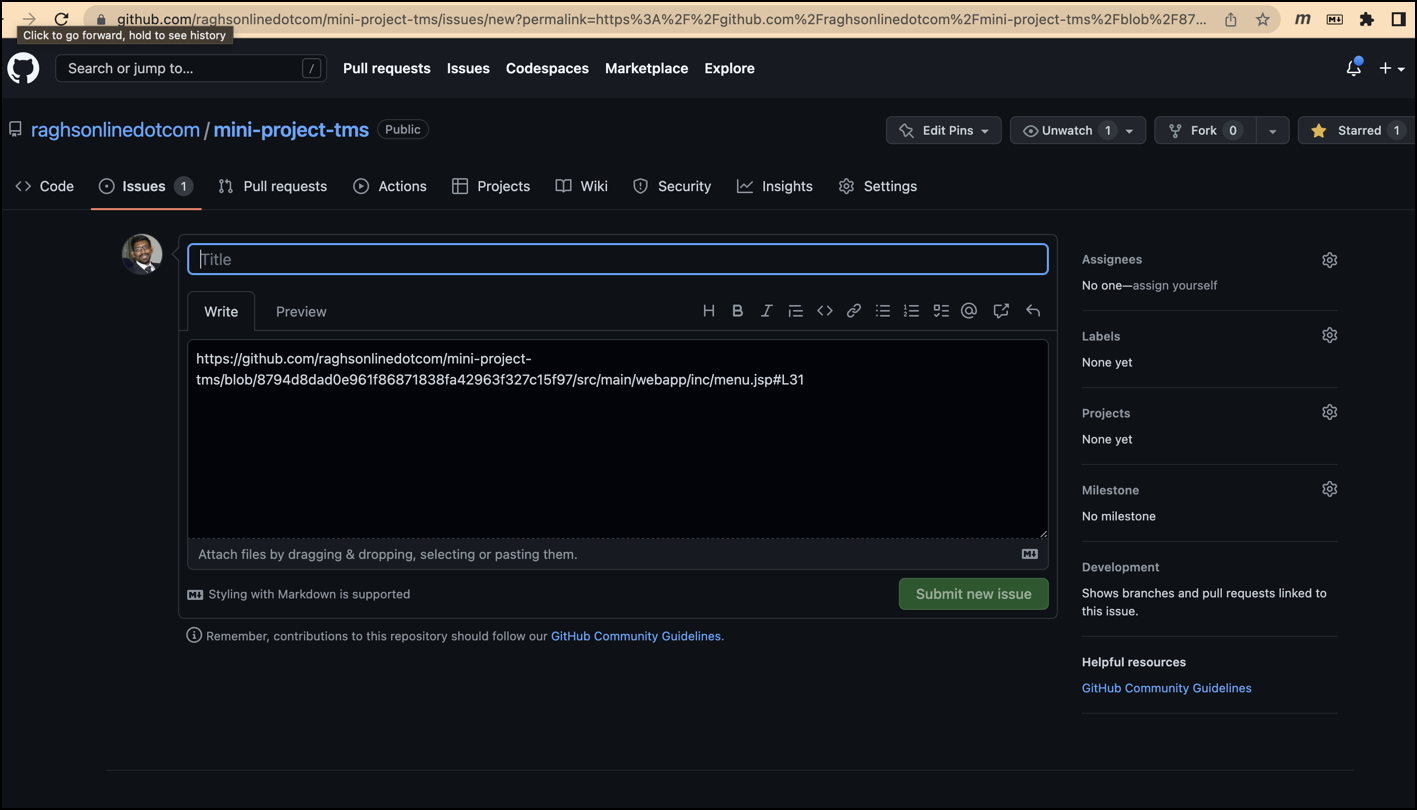 github.com/raghsonlinedotcom/mini-project-tms/issues/new?permalink=https%3A%2F%2Fgithub.com%2Fraghsonlinedotcom%2Fmini-project-tms%2Fblob%2F87...
Click to go forward, hold to see history
Search or jump to... /
Pull requests Issues Codespaces Marketplace Explore
raghsonlinedotcom / mini-project-tms Public
Edit Pins Unwatch 1 Fork 0 Starred 1
Code Issues 1 Pull requests Actions Projects Wiki Security Insights Settings
Title
Write Preview
https://github.com/raghsonlinedotcom/mini-project-
tms/blob/8794d8dad0e961f86871838fa42963f327c15f97/src/main/webapp/inc/menu.jsp#L31
Attach files by dragging & dropping, selecting or pasting them.
Styling with Markdown is supported
Submit new issue
Remember, contributions to this repository should follow our GitHub Community Guidelines.
Assignees
No one—assign yourself
Labels
None yet
Projects
None yet
Milestone
No milestone
Development
Shows branches and pull requests linked to
this issue.
Helpful resources
GitHub Community Guidelines